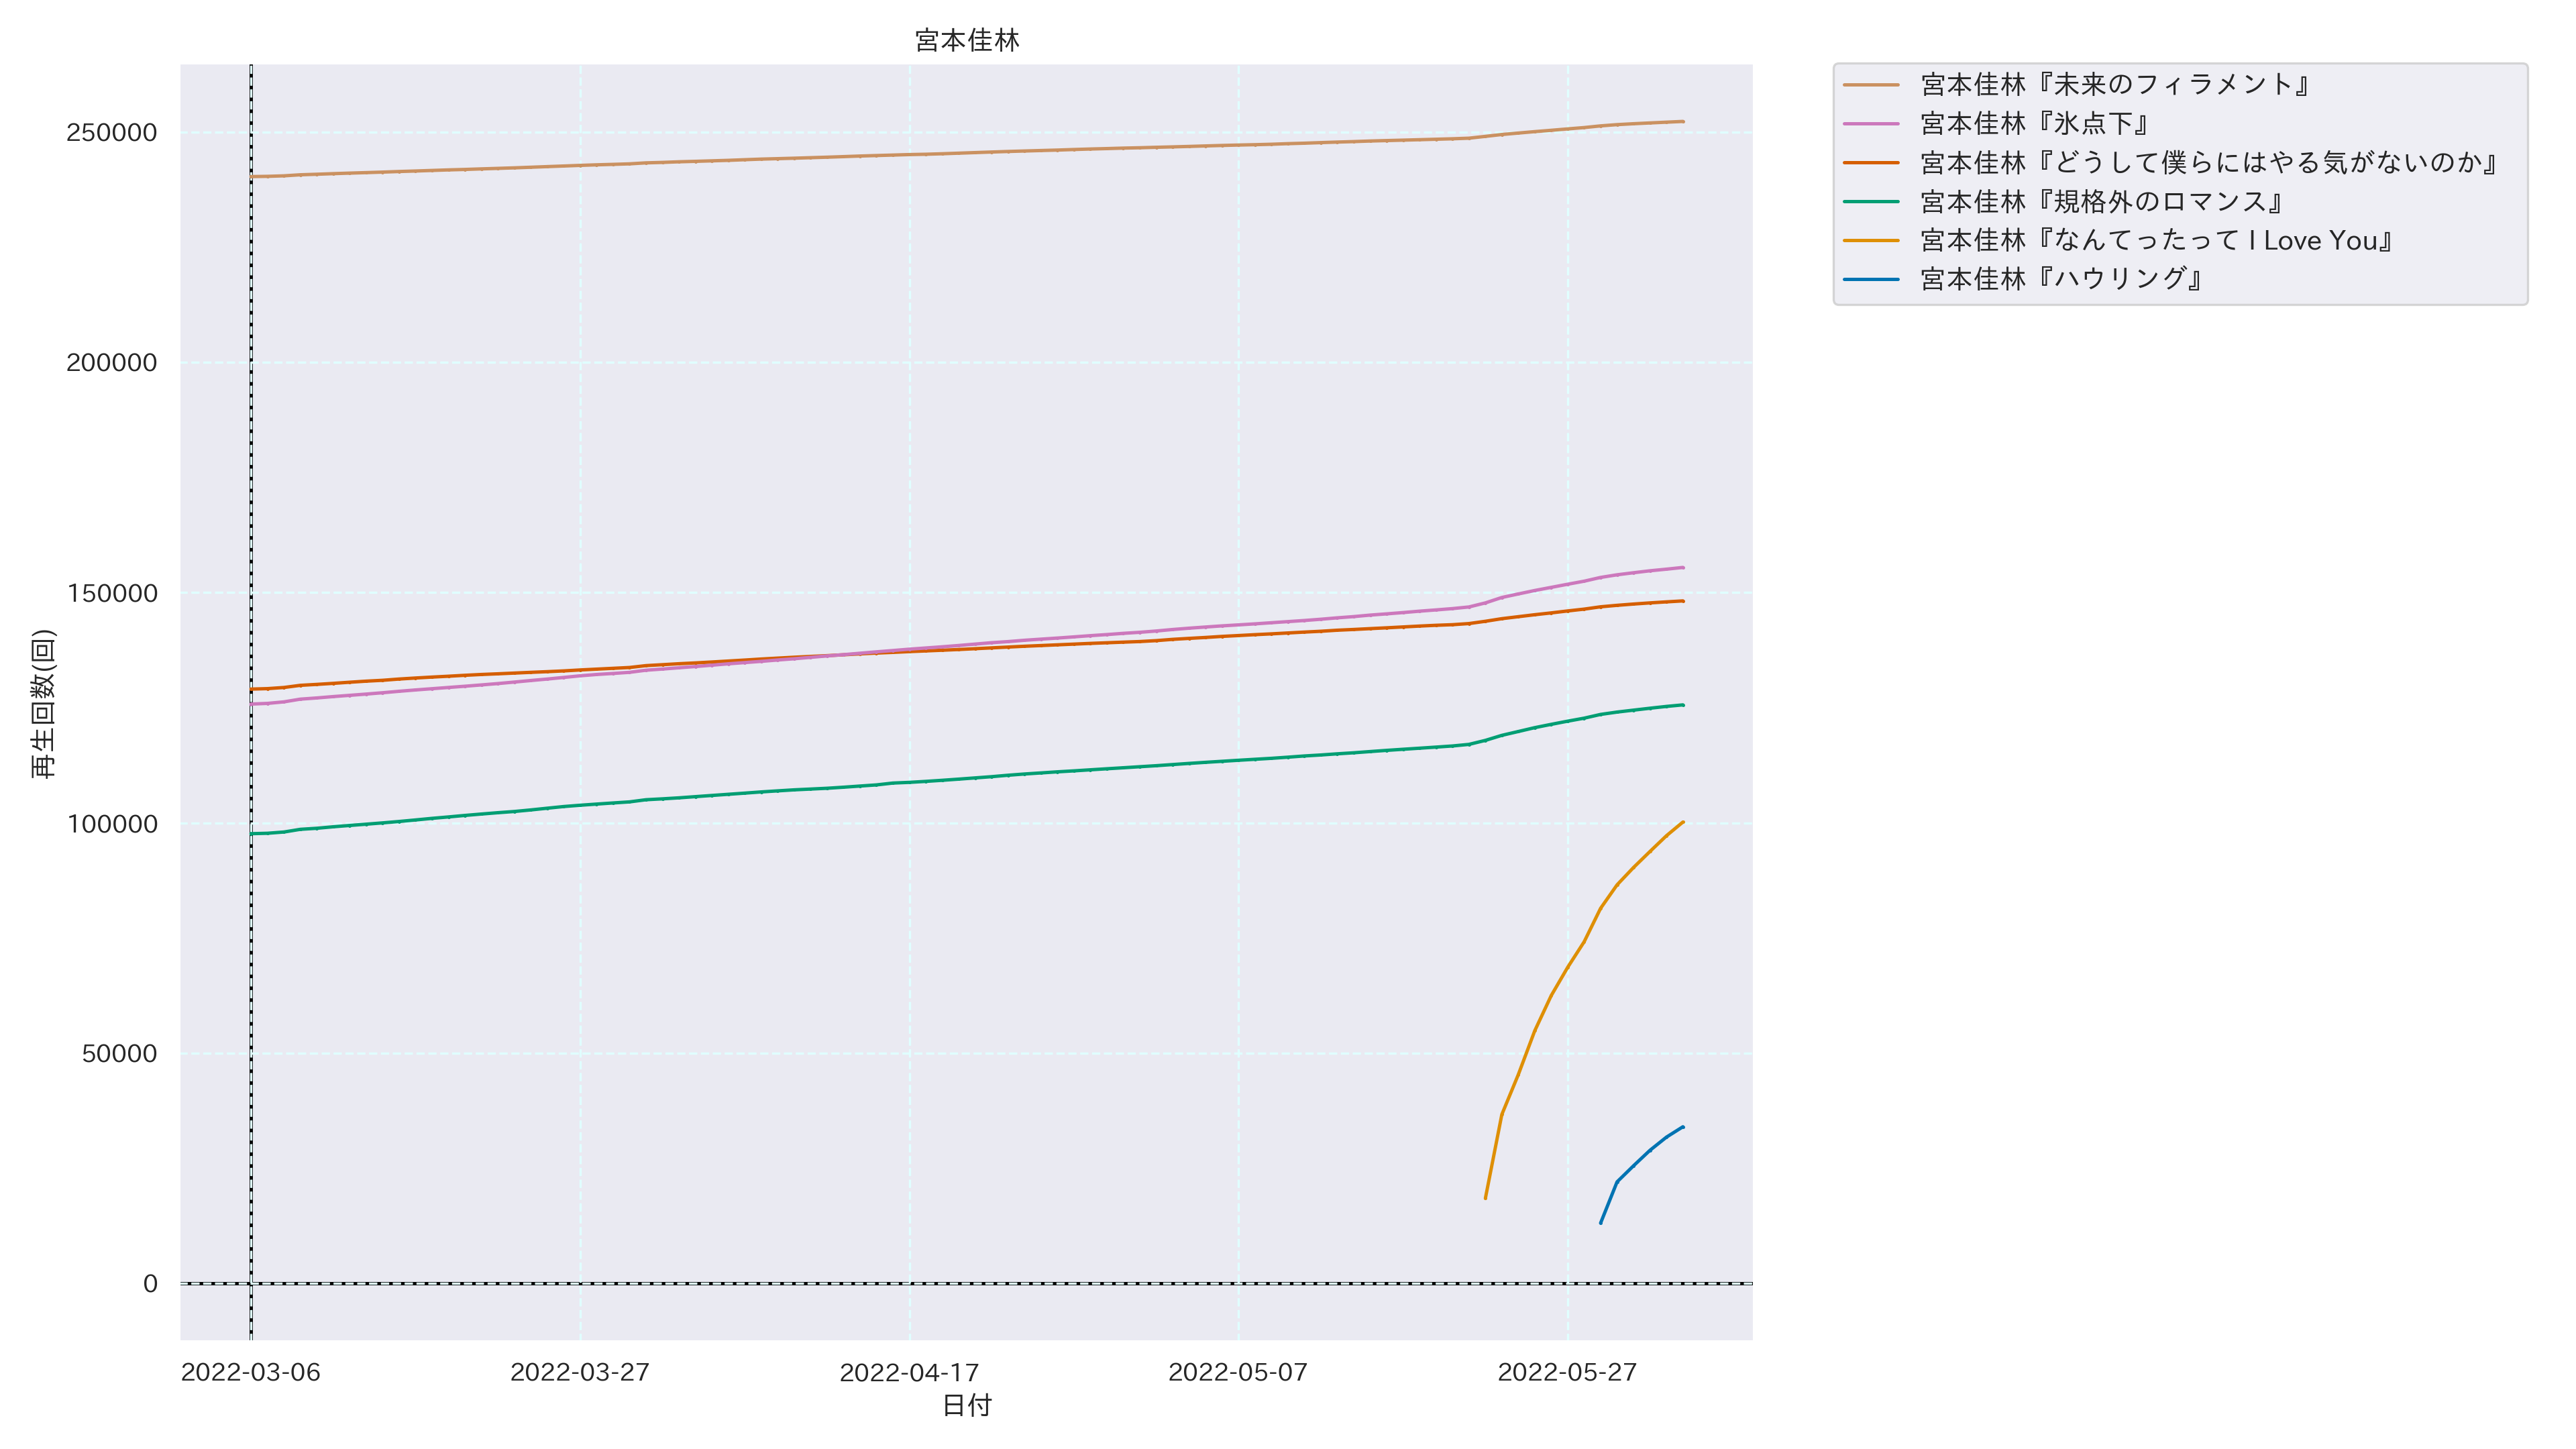 宮本佳林
250000
200000
150000
100000
50000
0
再生回数(回)
2022-03-06
2022-03-27
2022-04-17
2022-05-07
2022-05-27
日付
宮本佳林『未来のフィラメント』
宮本佳林『氷点下』
宮本佳林『どうして僕らにはやる気がないのか』
宮本佳林『規格外のロマンス』
宮本佳林『なんてったって I Love You』
宮本佳林『ハウリング』